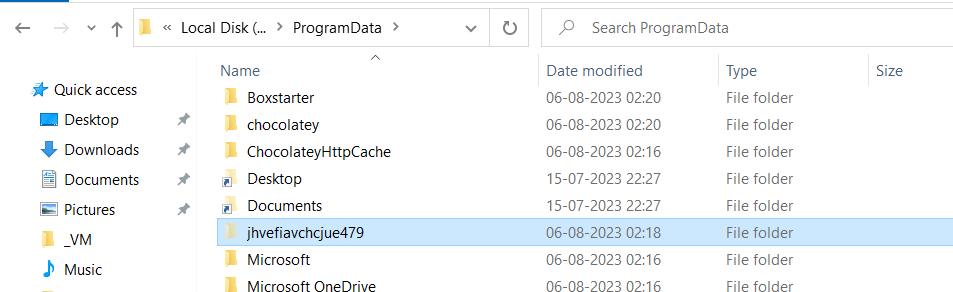 « Local Disk (... > ProgramData >
Search ProgramData
Name Date modified Type Size
Quick access
Desktop
Downloads
Documents
Pictures
_VM
Music
Boxstarter 06-08-2023 02:20 File folder
chocolatey 06-08-2023 02:20 File folder
ChocolateyHttpCache 06-08-2023 02:16 File folder
Desktop 15-07-2023 22:27 File folder
Documents 15-07-2023 22:27 File folder
jhvefiavchcjue479 06-08-2023 02:18 File folder
Microsoft 06-08-2023 02:16 File folder
Microsoft OneDrive 06-08-2023 02:16 File folder